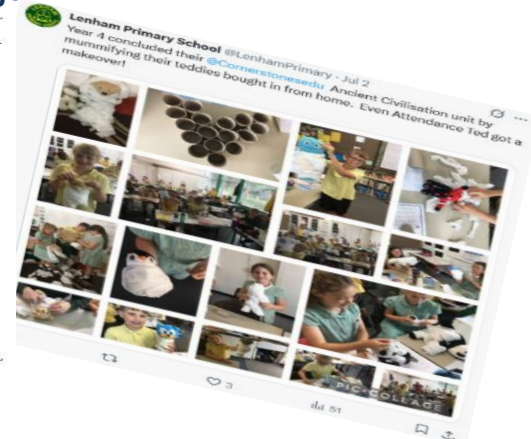 Lenham Primary School @LenhamPrimary · Jul 2
Year 4 concluded their @Cornerstonesedu Ancient Civilisation unit by
mummifying their teddies bought in from home. Even Attendance Ted got a
makeover!
PIC•COLLAGE
3
51